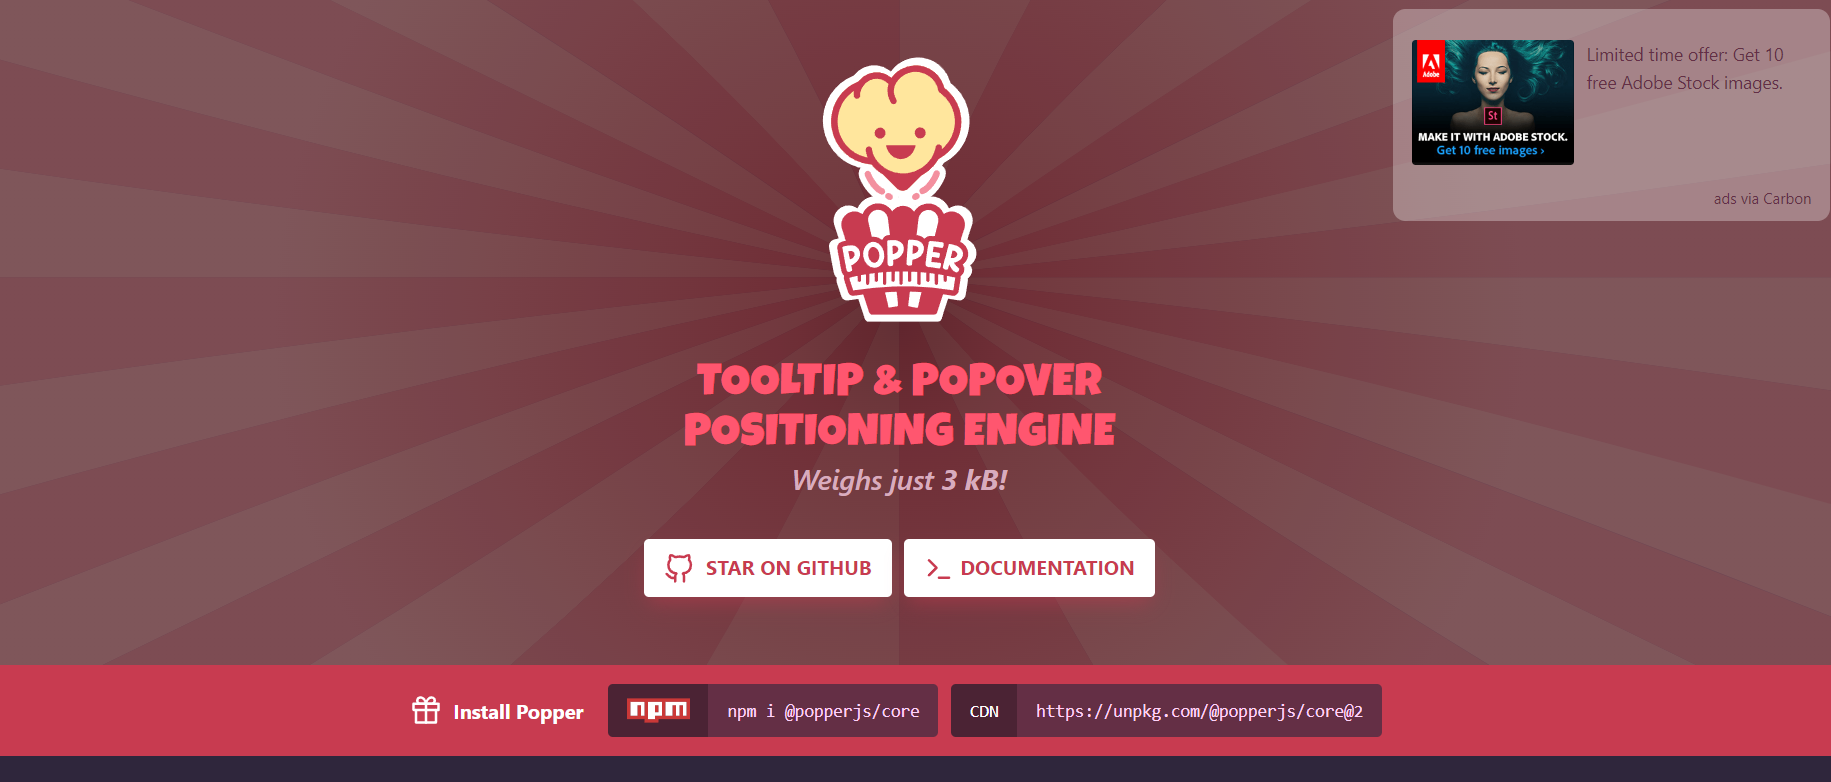 POPPER
TOOLTIP & POPOVER
POSITIONING ENGINE
Weighs just 3 kB!
STAR ON GITHUB
DOCUMENTATION
Install Popper
npm
npm i @popperjs/core
CDN
https://unpkg.com/@popperjs/core@2
Adobe
St
MAKE IT WITH ADOBE STOCK.
Get 10 free images ›
Limited time offer: Get 10
free Adobe Stock images.
ads via Carbon